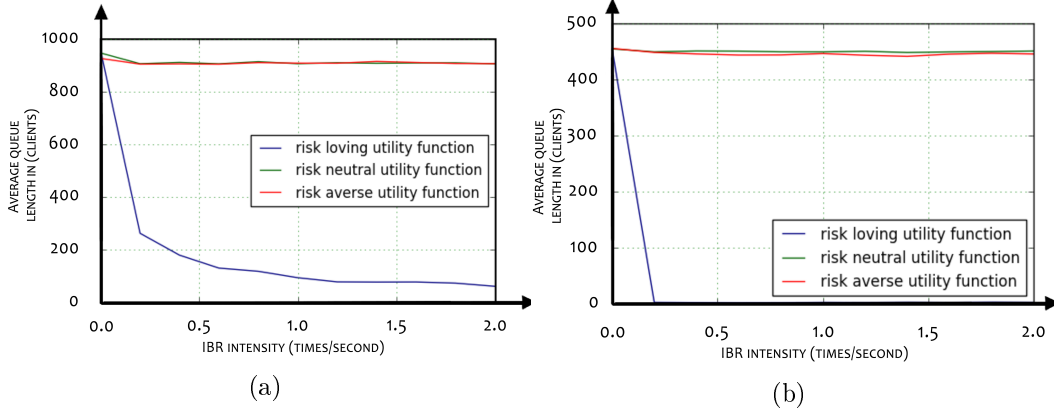 1000
800
600
400
200
0
AVERAGE QUEUE
LENGTH IN (CLIENTS)
risk loving utility function
risk neutral utility function
risk averse utility function
0.0 0.5 1.0 1.5 2.0
IBR INTENSITY (TIMES/SECOND)
(a)
500
400
300
200
100
0
AVERAGE QUEUE
LENGTH IN (CLIENTS)
risk loving utility function
risk neutral utility function
risk averse utility function
0.0 0.5 1.0 1.5 2.0
IBR INTENSITY (TIMES/SECOND)
(b)